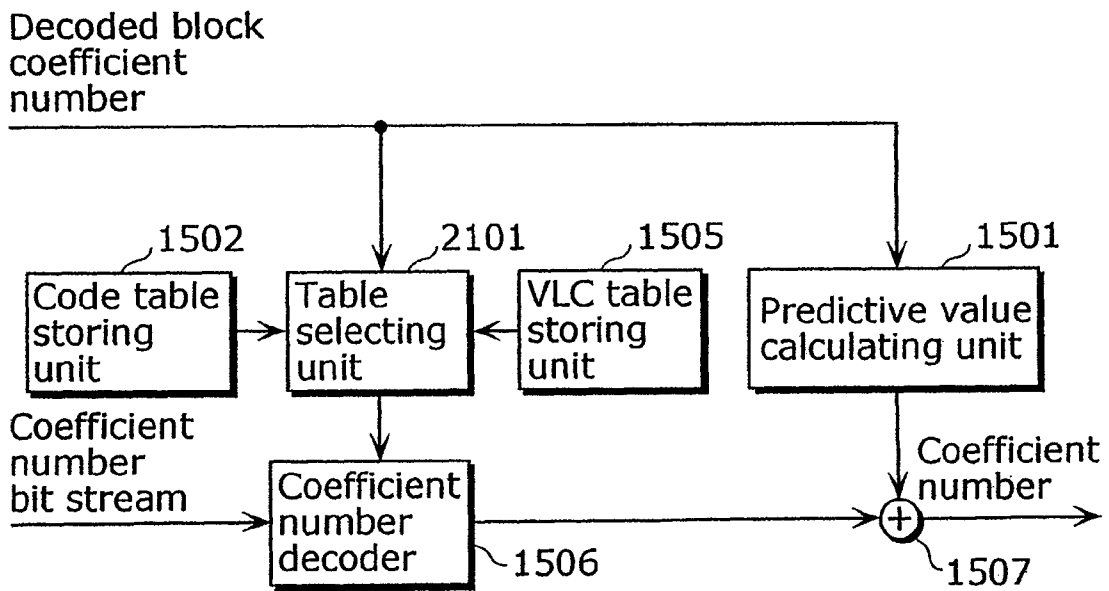 Decoded block
coefficient
number
1502
2101
1505
1501
Code table
storing
unit
Table
selecting
unit
VLC table
storing
unit
Predictive value
calculating unit
Coefficient
number
bit stream
Coefficient
number
decoder
1506
Coefficient
number
+
1507